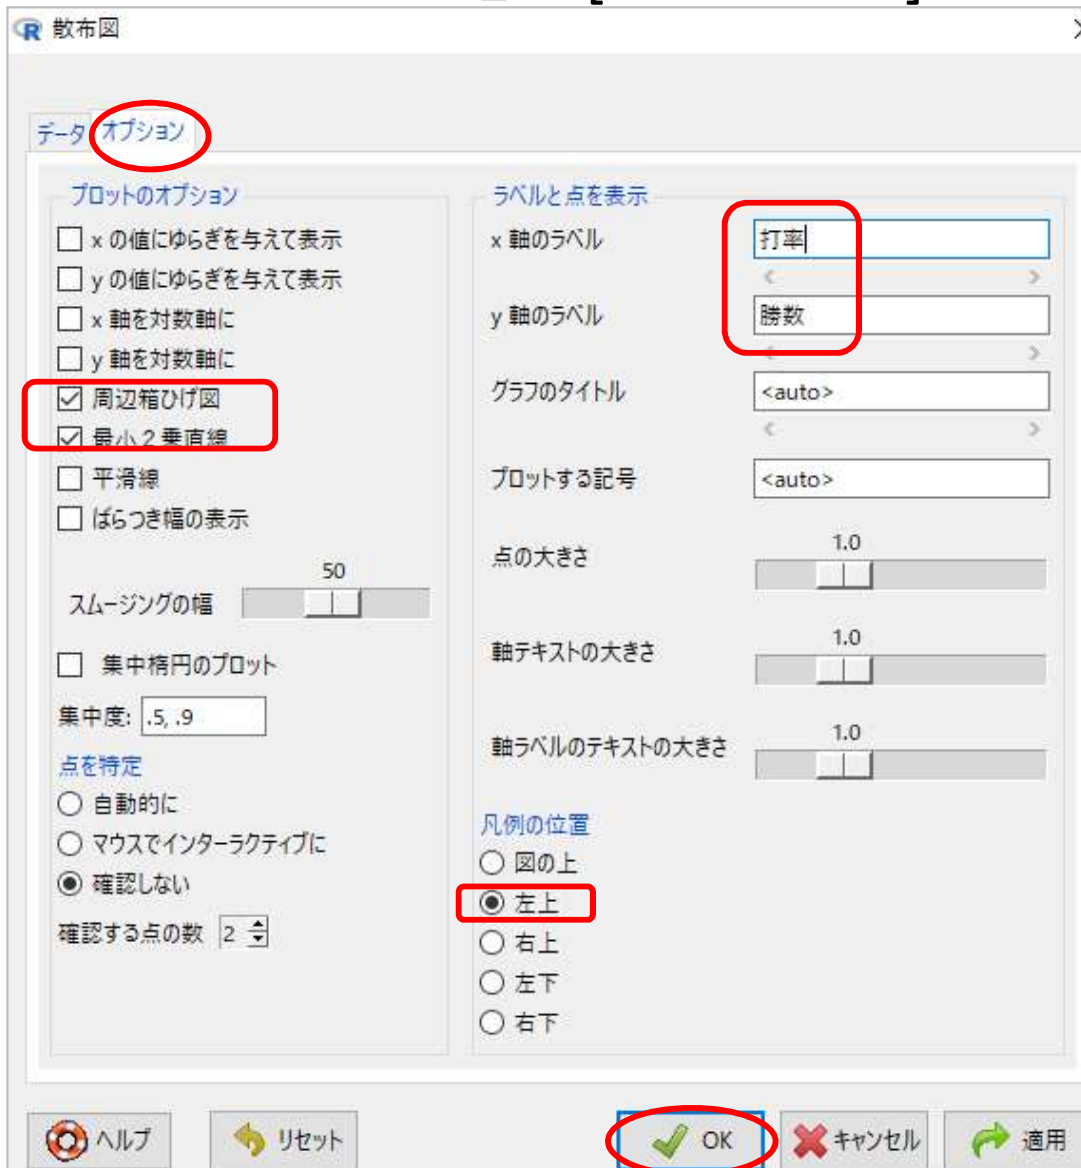 散布図
データ オプション
プロットのオプション
x の値にゆらぎを与えて表示
y の値にゆらぎを与えて表示
x 軸を対数軸に
y 軸を対数軸に
周辺箱ひげ図
最小２乗直線
平滑線
ばらつき幅の表示
50
スムージングの幅
集中楕円のプロット
集中度: .5, .9
点を特定
自動的に
マウスでインターラクティブに
確認しない
確認する点の数 2
ラベルと点を表示
x 軸のラベル 打率
y 軸のラベル 勝数
グラフのタイトル <auto>
プロットする記号 <auto>
1.0
点の大きさ
1.0
軸テキストの大きさ
1.0
軸ラベルのテキストの大きさ
凡例の位置
図の上
左上
右上
左下
右下
ヘルプ リセット OK キャンセル 適用